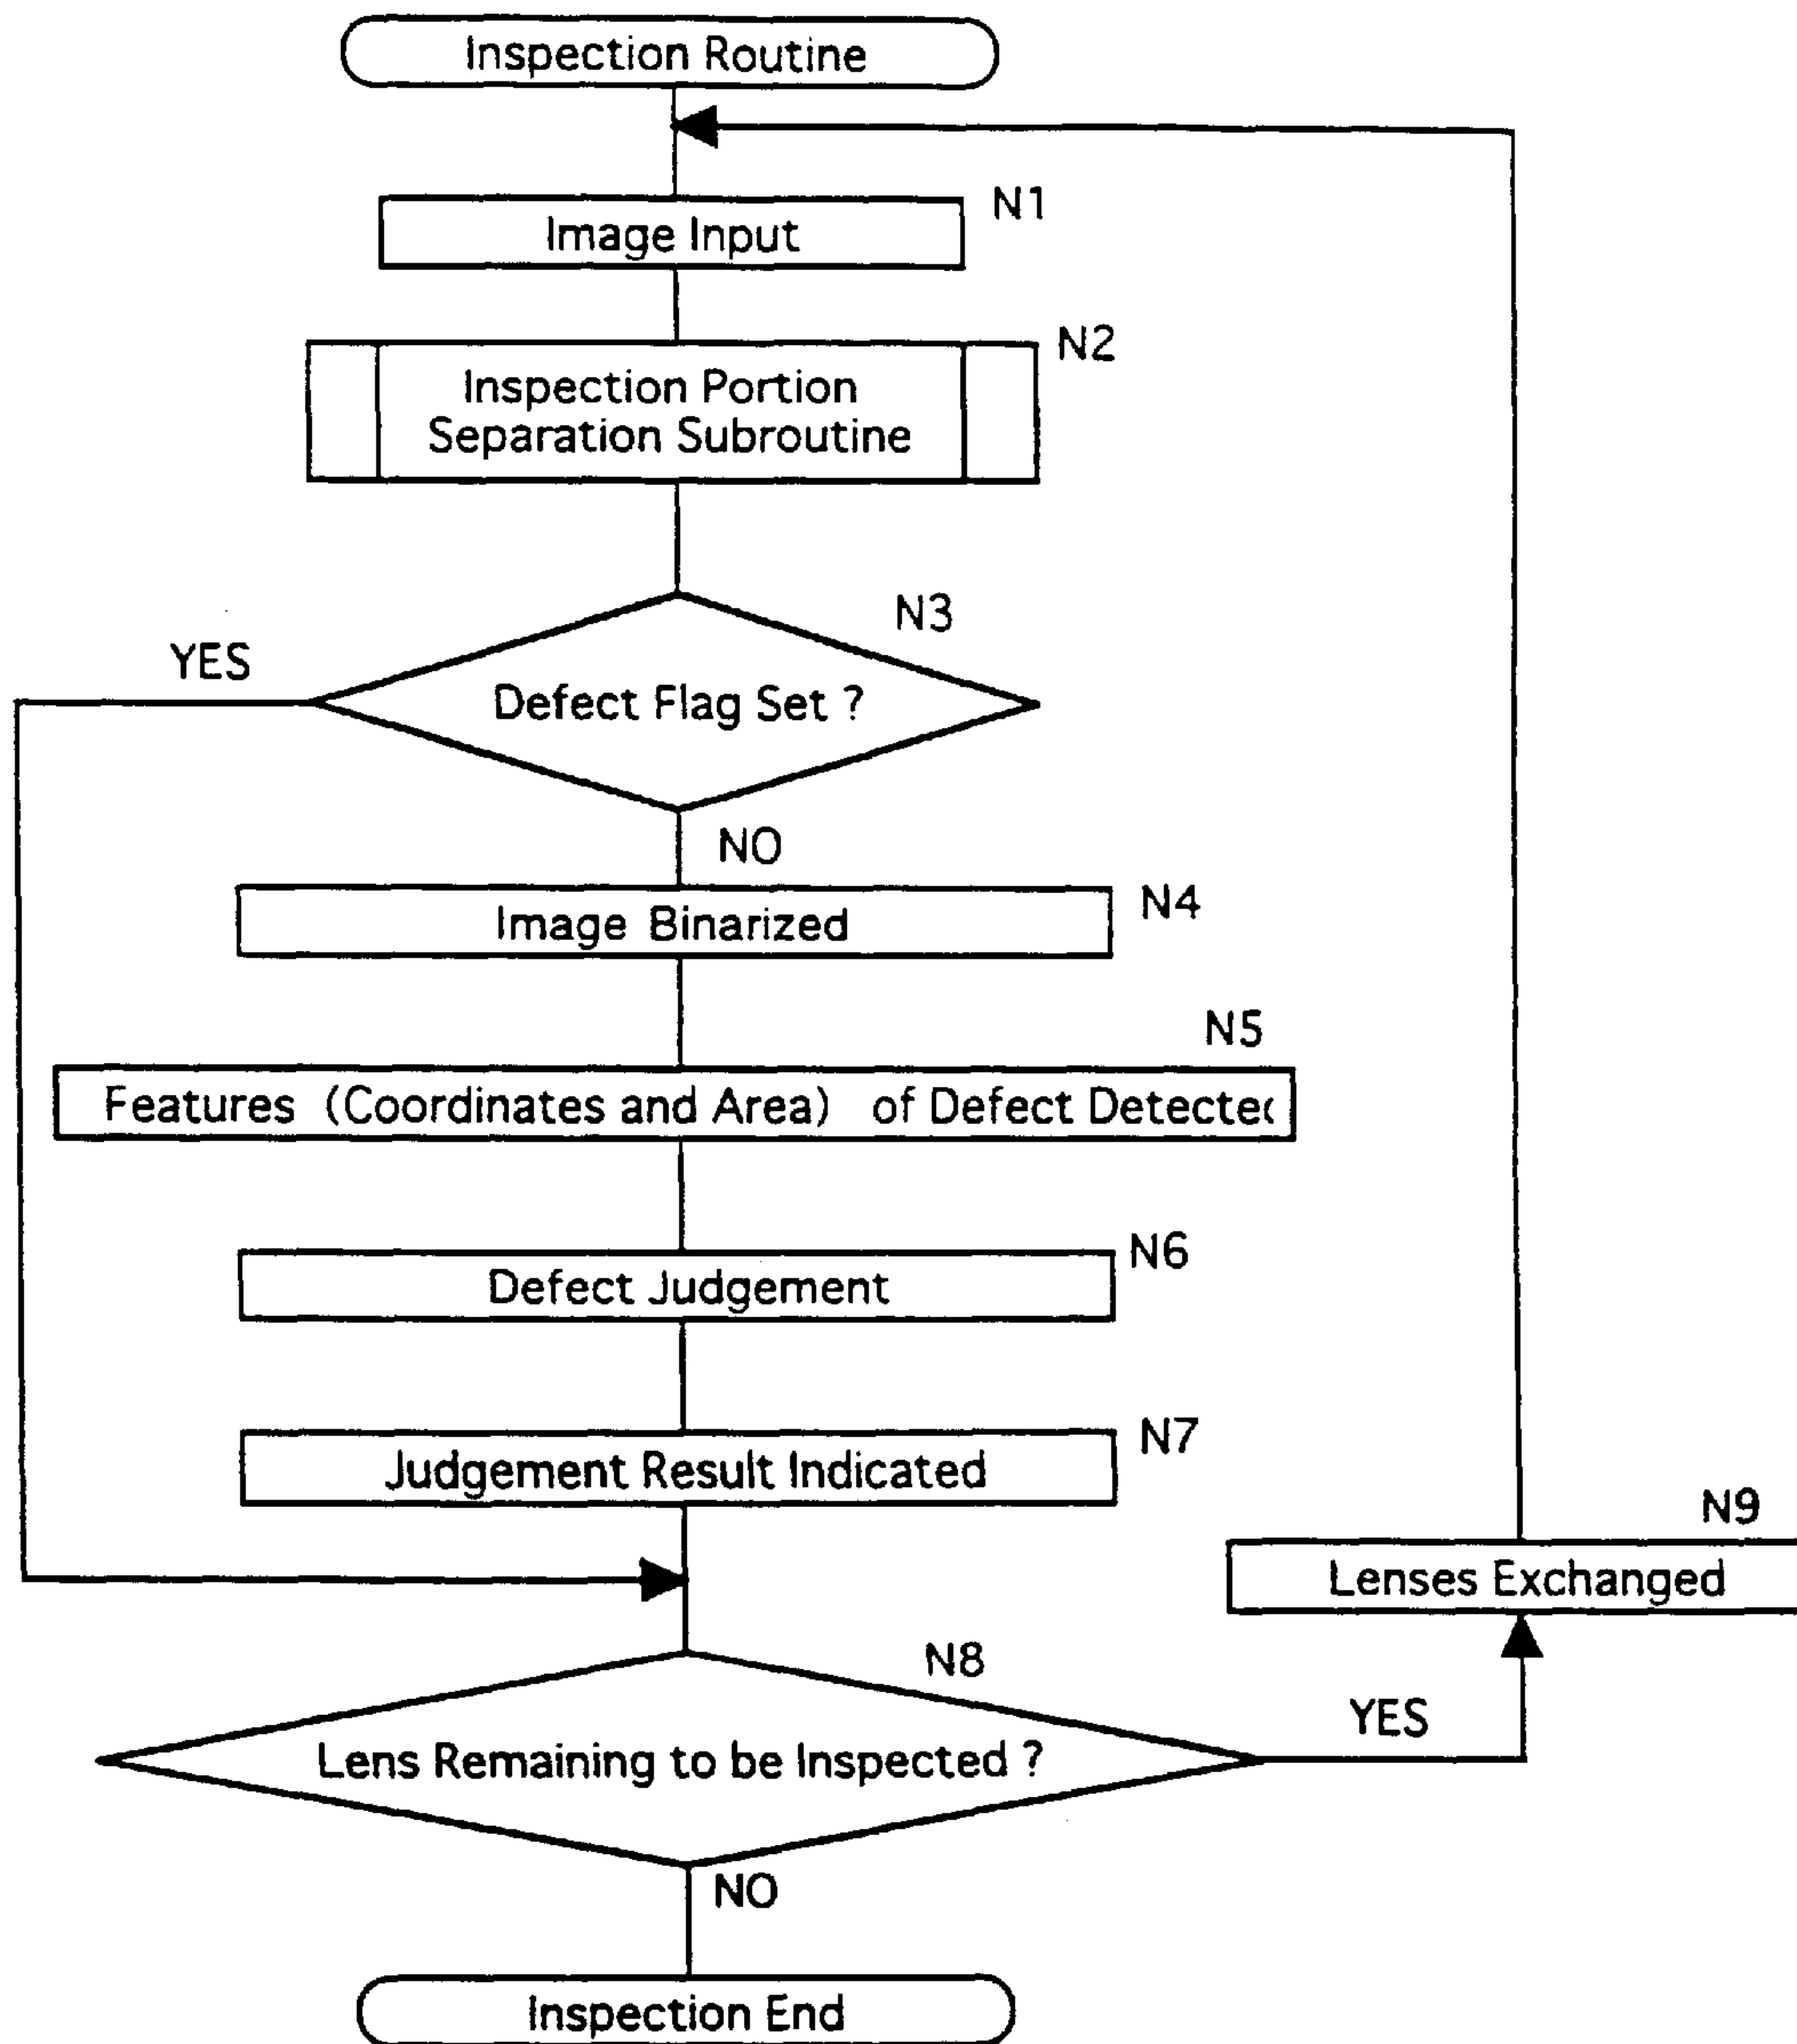 Inspection Routine
N1
Image Input
N2
Inspection Portion
Separation Subroutine
N3
YES
Defect Flag Set ?
NO
N4
Image Binarized
N5
Features (Coordinates and Area) of Defect
N6
Defect Judgement
N7
Judgement Result Indicated
N9
Lenses Exchanged
N8
YES
Lens Remaining to be Inspected ?
NO
Inspection End